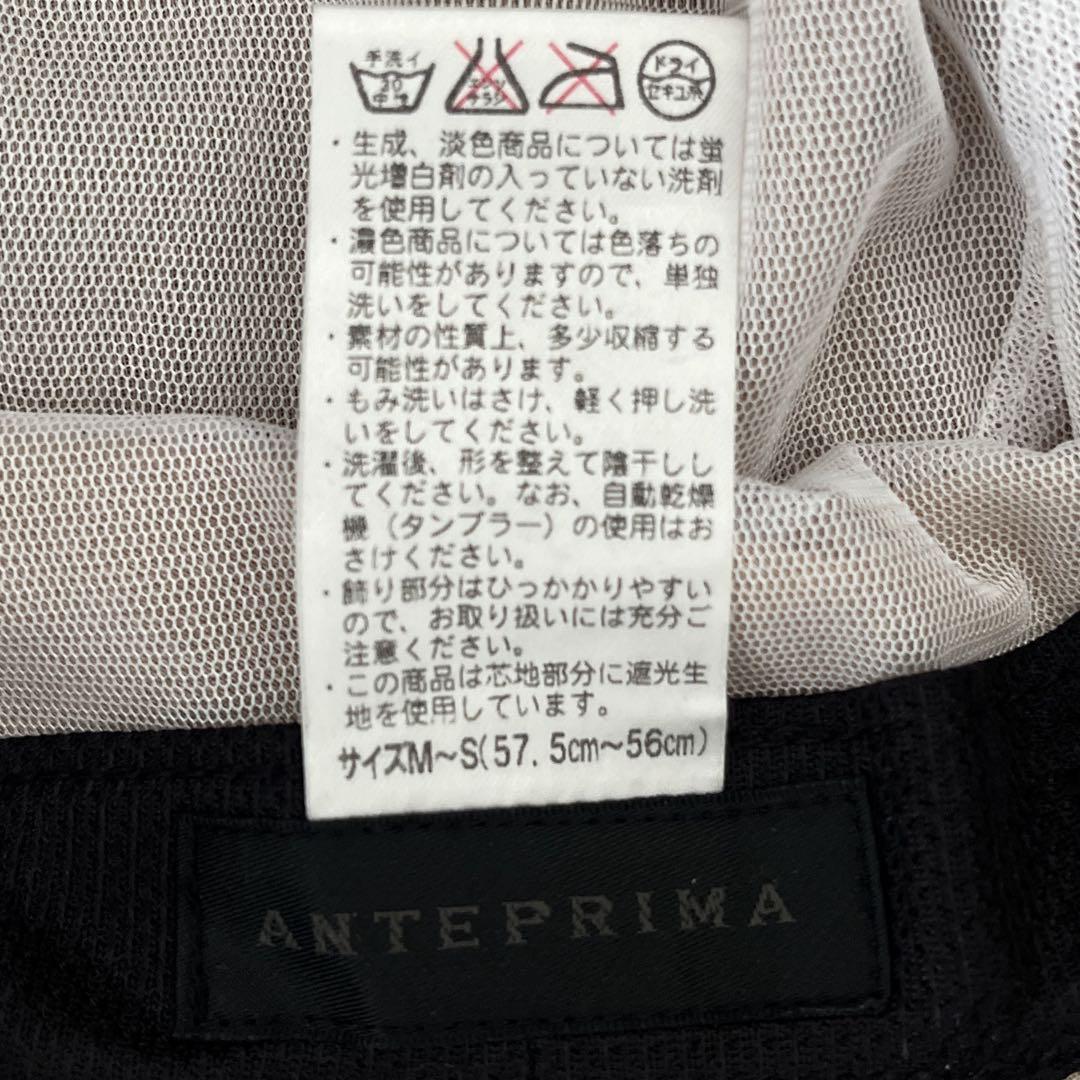 手洗イ
30
中性
エンソ
サラシ
ドライ
セキユ系
・生成、淡色商品については蛍
光増白剤の入っていない洗剤
を使用してください。
・濃色商品については色落ちの
可能性がありますので、単独
洗いをしてください。
・素材の性質上、多少収縮する
可能性があります。
・もみ洗いはさけ、軽く押し洗
いをしてください。
・洗濯後、形を整えて陰干しし
てください。なお、自動乾燥
機（タンブラー）の使用はお
さけください。
・飾り部分はひっかかりやすい
ので、お取り扱いには充分ご
注意ください。
・この商品は芯地部分に遮光生
地を使用しています。
サイズM〜S(57.5cm〜56cm)
ANTEPRIMA